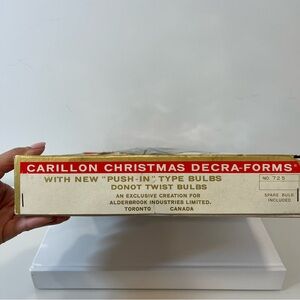 CARILLON CHRISTMAS DECRA-FORMS
WITH NEW "PUSH-IN" TYPE BULBS
DONOT TWIST BULBS
AN EXCLUSIVE CREATION FOR
ALDERBROOK INDUSTRIES LIMITED.
TORONTO CANADA
NO. 725
SPARE BULB
INCLUDED